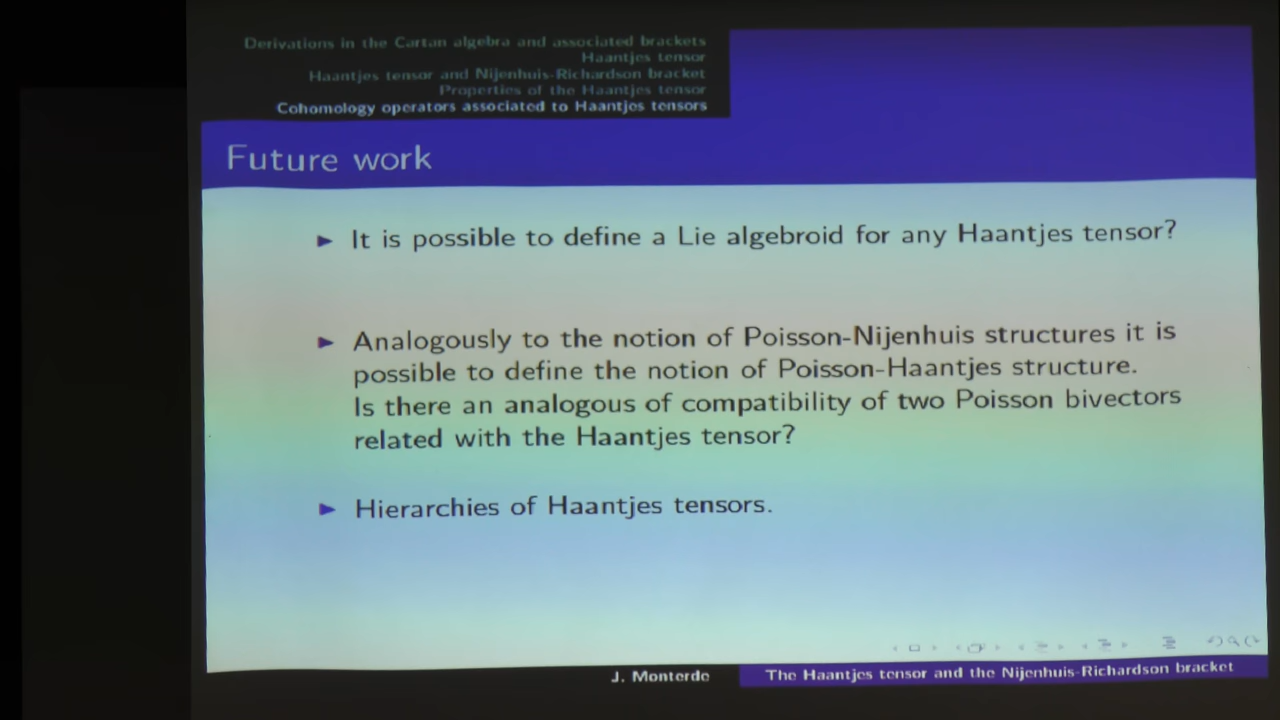 Derivations in the Cartan algebra and associated brackets
Haantjes tensor
Haantjes tensor and Nijenhuis-Richardson bracket
Properties of the Haantjes tensor
Cohomology operators associated to Haantjes tensors
Future work
It is possible to define a Lie algebroid for any Haantjes tensor?
Analogously to the notion of Poisson-Nijenhuis structures it is
possible to define the notion of Poisson-Haantjes structure.
Is there an analogous of compatibility of two Poisson bivectors
related with the Haantjes tensor?
Hierarchies of Haantjes tensors.
J. Monterde
The Haantjes tensor and the Nijenhuis-Richardson bracket